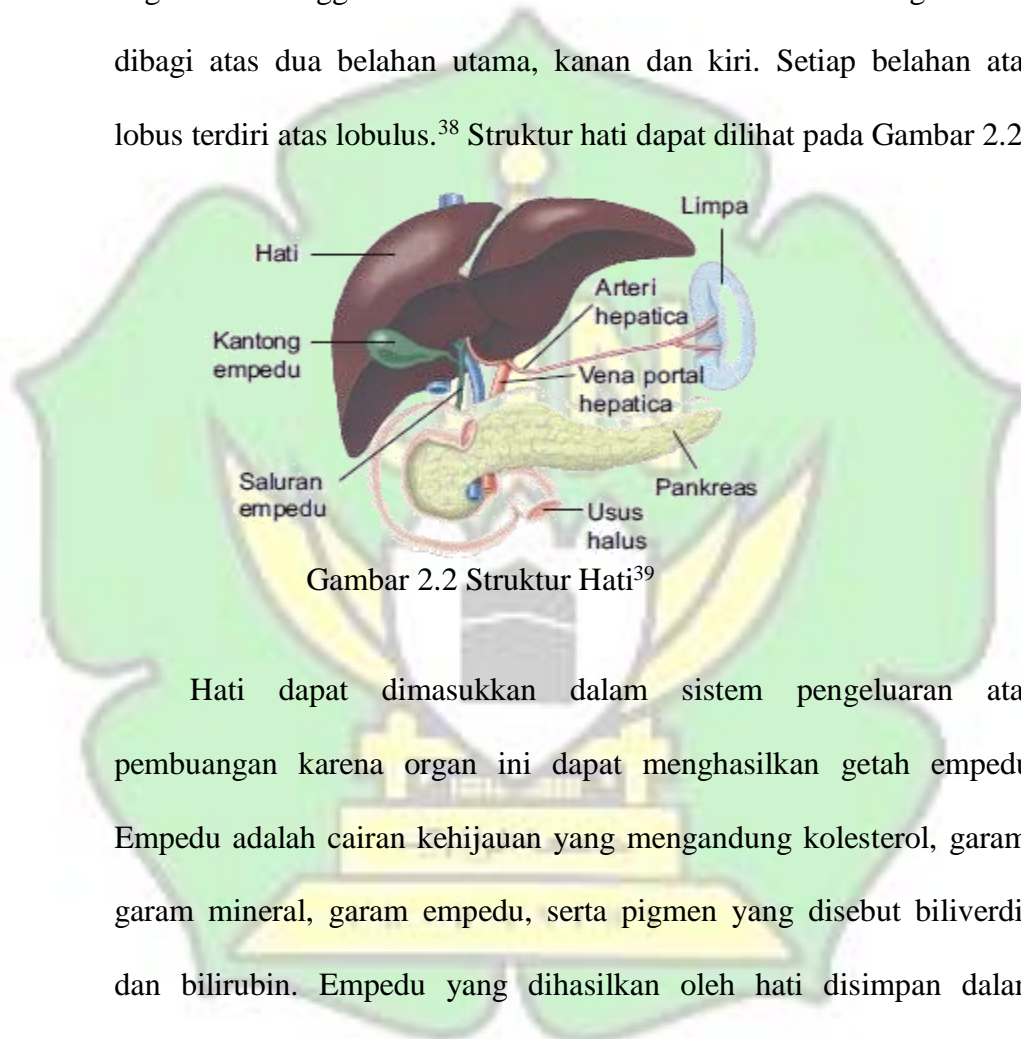 dibagi atas dua belahan utama, kanan dan kiri. Setiap belahan ata
lobus terdiri atas lobulus.38 Struktur hati dapat dilihat pada Gambar 2.2
Limpa
Hati
Arteri
hepatica
Kantong
empedu
Vena portal
hepatica
Saluran
empedu
Pankreas
Usus
halus
Gambar 2.2 Struktur Hati39
Hati dapat dimasukkan dalam sistem pengeluaran ata
pembuangan karena organ ini dapat menghasilkan getah empedu
Empedu adalah cairan kehijauan yang mengandung kolesterol, garam
garam mineral, garam empedu, serta pigmen yang disebut biliverdi
dan bilirubin. Empedu yang dihasilkan oleh hati disimpan dalam